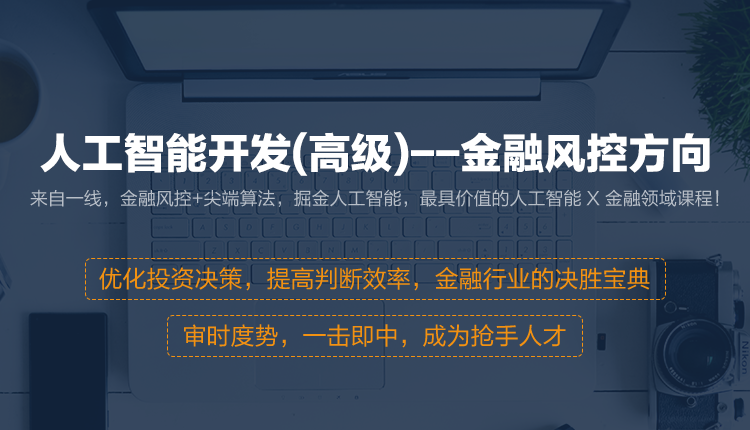 人工智能开发(高级)——金融风控方向
来自一线，金融风控+尖端算法，掘金人工智能，最具价值的人工智能 X 金融领域课程！
优化投资决策，提高判断效率，金融行业的决胜宝典
审时度势，一击即中，成为抢手人才
Nikon